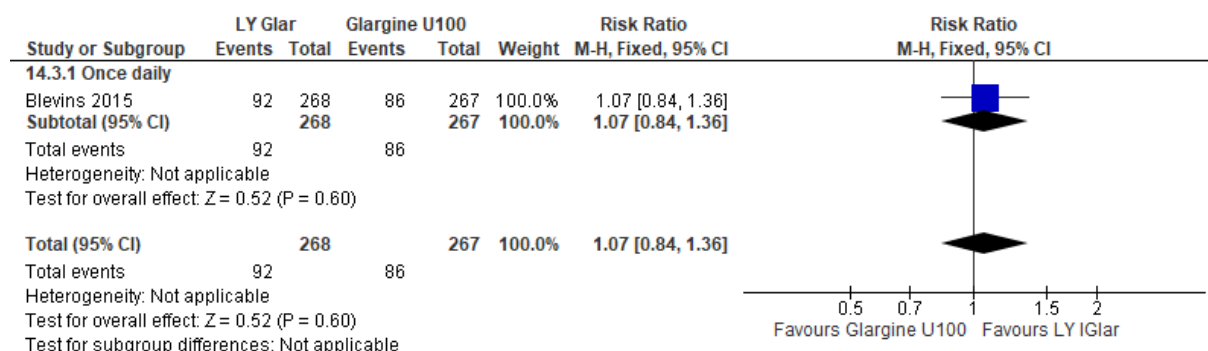 LY Glar Glargine U100 Risk Ratio Risk Ratio
Study or Subgroup Events Total Events Total Weight M-H, Fixed, 95% CI M-H, Fixed, 95% CI
14.3.1 Once daily
Blevins 2015 92 268 86 267 100.0% 1.07 [0.84, 1.36]
Subtotal (95% CI) 268 267 100.0% 1.07 [0.84, 1.36]
Total events 92 86
Heterogeneity: Not applicable
Test for overall effect: Z = 0.52 (P = 0.60)
Total (95% CI) 268 267 100.0% 1.07 [0.84, 1.36]
Total events 92 86
Heterogeneity: Not applicable
Test for overall effect: Z = 0.52 (P = 0.60)
Test for subgroup differences: Not applicable
0.5 0.7 1 1.5 2
Favours Glargine U100 Favours LY IGlar